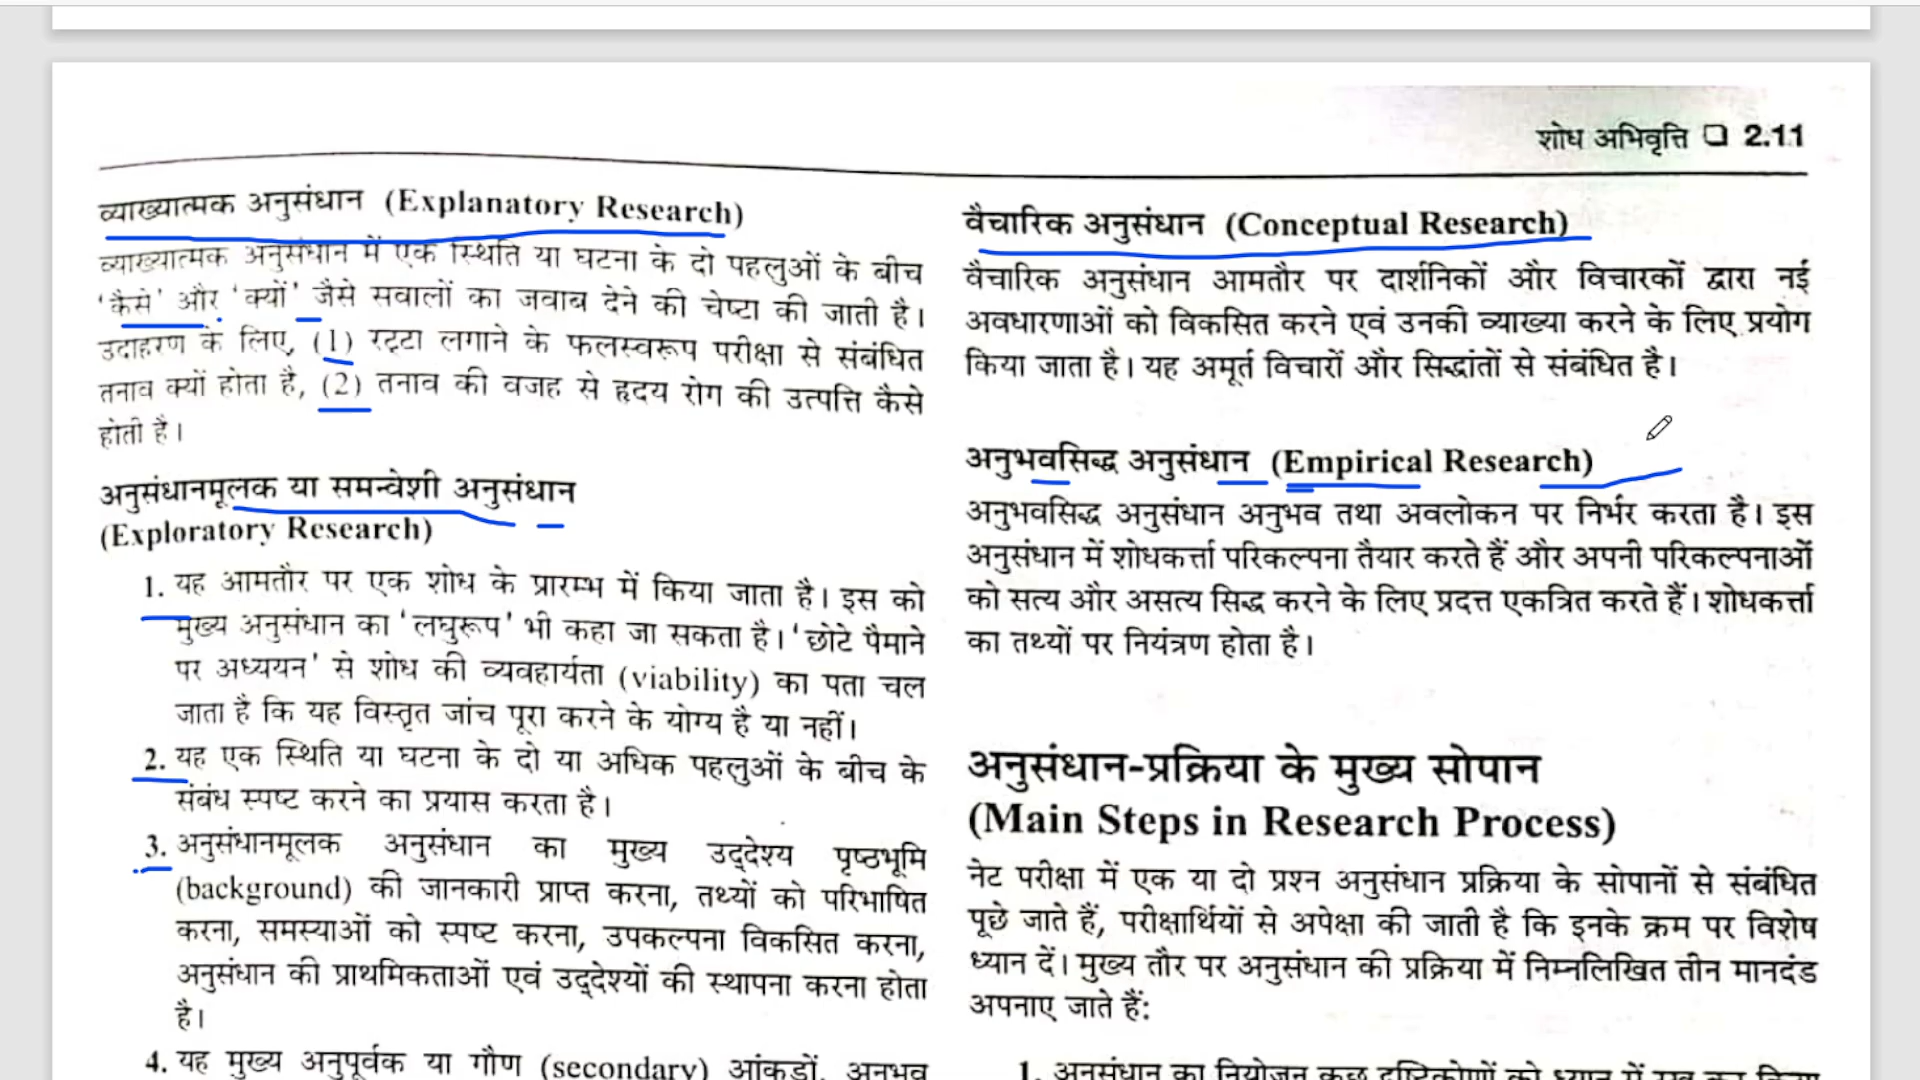 शोध अभिवृत्ति ❑ 2.11
व्याख्यात्मक अनुसंधान (Explanatory Research)
व्याख्यात्मक अनुसंधान में एक स्थिति या घटना के दो पहलुओं के बीच
'कैसे' और 'क्यों' जैसे सवालों का जवाब देने की चेष्टा की जाती है।
उदाहरण के लिए, (1) रट्टा लगाने के फलस्वरूप परीक्षा से संबंधित
तनाव क्यों होता है, (2) तनाव की वजह से हृदय रोग की उत्पत्ति कैसे
होती है।
अनुसंधानमूलक या समन्वेशी अनुसंधान
(Exploratory Research)
1. यह आमतौर पर एक शोध के प्रारम्भ में किया जाता है। इस को
मुख्य अनुसंधान का 'लघुरूप' भी कहा जा सकता है। 'छोटे पैमाने
पर अध्ययन' से शोध की व्यवहार्यता (viability) का पता चल
जाता है कि यह विस्तृत जांच पूरा करने के योग्य है या नहीं।
2. यह एक स्थिति या घटना के दो या अधिक पहलुओं के बीच के
संबंध स्पष्ट करने का प्रयास करता है।
3. अनुसंधानमूलक अनुसंधान का मुख्य उद्देश्य पृष्ठभूमि
(background) की जानकारी प्राप्त करना, तथ्यों को परिभाषित
करना, समस्याओं को स्पष्ट करना, उपकल्पना विकसित करना,
अनुसंधान की प्राथमिकताओं एवं उद्देश्यों की स्थापना करना होता
है।
4. यह मुख्य अनुपूर्वक या गौण (secondary) आंकड़ों, अनुभव
वैचारिक अनुसंधान (Conceptual Research)
वैचारिक अनुसंधान आमतौर पर दार्शनिकों और विचारकों द्वारा नई
अवधारणाओं को विकसित करने एवं उनकी व्याख्या करने के लिए प्रयोग
किया जाता है। यह अमूर्त विचारों और सिद्धांतों से संबंधित है।
अनुभवसिद्ध अनुसंधान (Empirical Research)
अनुभवसिद्ध अनुसंधान अनुभव तथा अवलोकन पर निर्भर करता है। इस
अनुसंधान में शोधकर्त्ता परिकल्पना तैयार करते हैं और अपनी परिकल्पनाओं
को सत्य और असत्य सिद्ध करने के लिए प्रदत्त एकत्रित करते हैं। शोधकर्त्ता
का तथ्यों पर नियंत्रण होता है।
अनुसंधान-प्रक्रिया के मुख्य सोपान
(Main Steps in Research Process)
नेट परीक्षा में एक या दो प्रश्न अनुसंधान प्रक्रिया के सोपानों से संबंधित
पूछे जाते हैं, परीक्षार्थियों से अपेक्षा की जाती है कि इनके क्रम पर विशेष
ध्यान दें। मुख्य तौर पर अनुसंधान की प्रक्रिया में निम्नलिखित तीन मानदंड
अपनाए जाते हैं:
1. अनुसंधान का नियोजन कुछ दृष्टिकोणों को ध्यान में रख कर किया